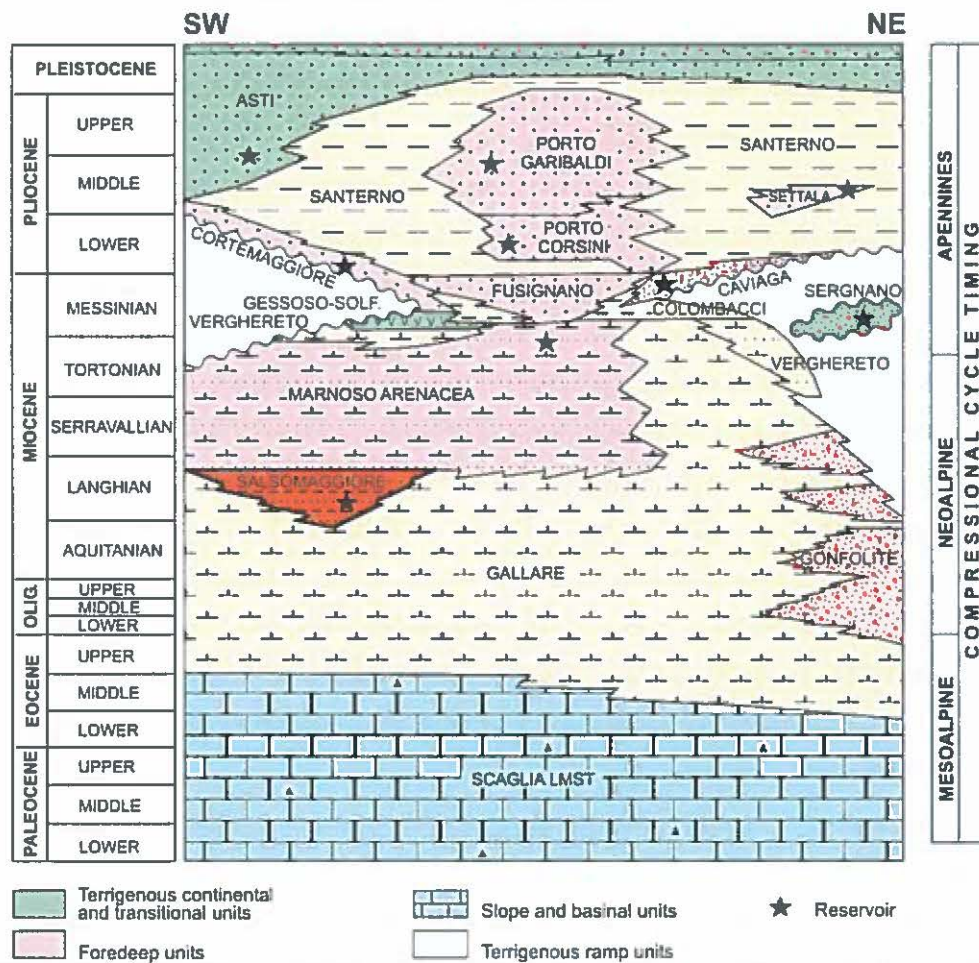 SW
NE
PLEISTOCENE
PLIOCENE
UPPER
MIDDLE
LOWER
MIOCENE
MESSINIAN
TORTONIAN
SERRAVALLIAN
LANGHIAN
AQUITANIAN
OLIG.
UPPER
MIDDLE
LOWER
EOCENE
UPPER
MIDDLE
LOWER
PALEOCENE
UPPER
MIDDLE
LOWER
ASTI
PORTO
GARIBALDI
SANTERNO
SANTERNO
SETTALA
PORTO
CORSINI
CORTEMAGGIORE
FUSIGNANO
CAVIAGA
SERGNANO
GESSOSO-SOLF.
COLOMBACCI
VERGHERETO
VERGHERETO
MARNOSO ARENACEA
SALSOMAGGIORE
GONFOLITE
GALLARE
SCAGLIA LMST
APENNINES
NEOALPINE
MESOALPINE
COMPRESSIONAL CYCLE TIMING
Terrigenous continental
and transitional units
Foredeep units
Slope and basinal units
Terrigenous ramp units
Reservoir